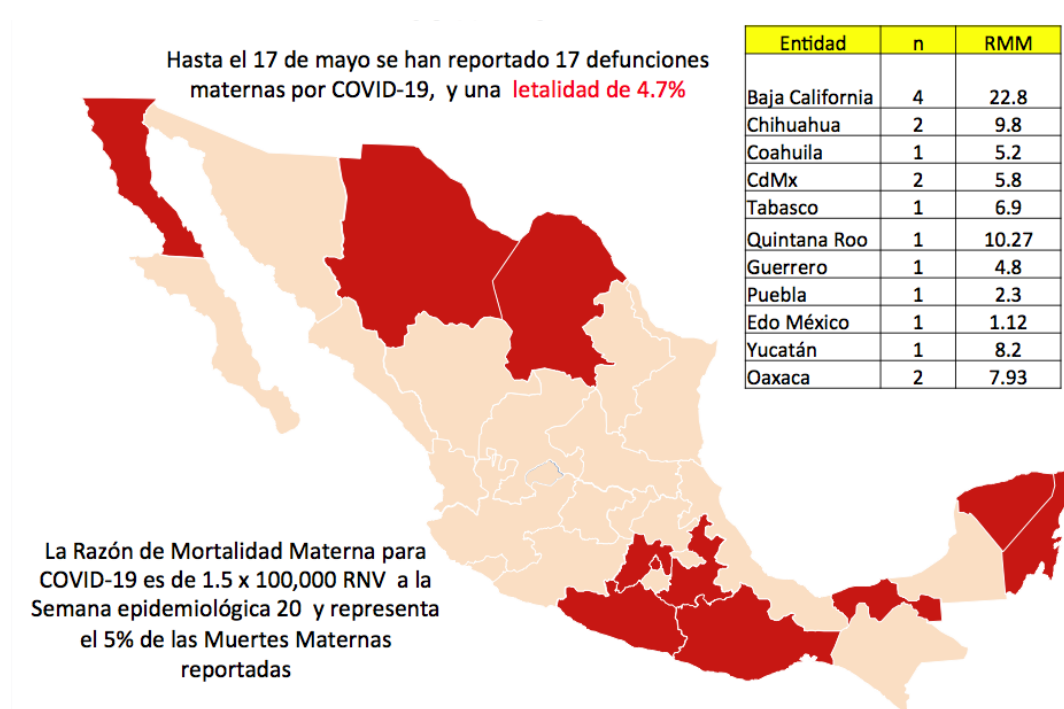 Hasta el 17 de mayo se han reportado 17 defunciones
maternas por COVID-19, y una letalidad de 4.7%
Entidad n RMM
Baja California 4 22.8
Chihuahua 2 9.8
Coahuila 1 5.2
CdMx 2 5.8
Tabasco 1 6.9
Quintana Roo 1 10.27
Guerrero 1 4.8
Puebla 1 2.3
Edo México 1 1.12
Yucatán 1 8.2
Oaxaca 2 7.93
La Razón de Mortalidad Materna para
COVID-19 es de 1.5 x 100,000 RNV a la
Semana epidemiológica 20 y representa
el 5% de las Muertes Maternas
reportadas